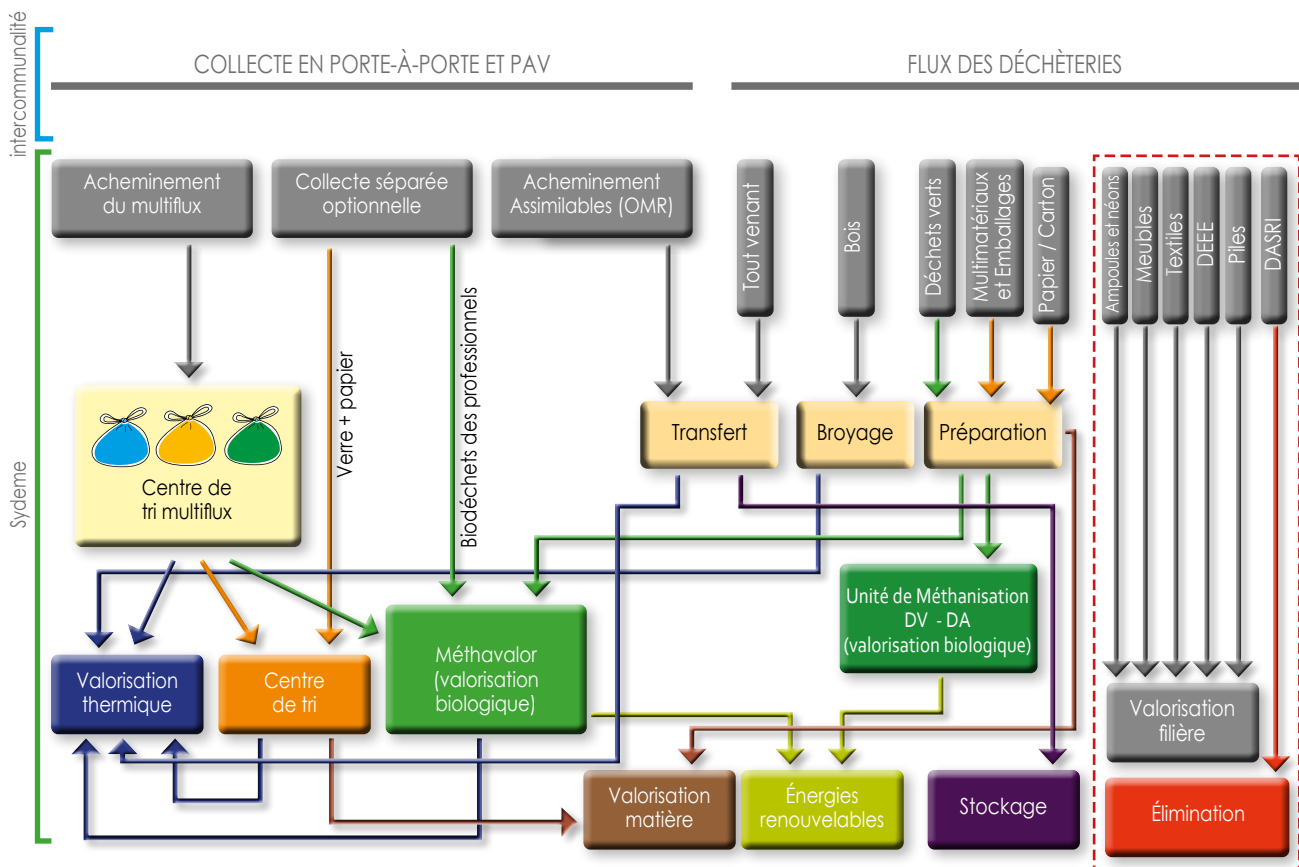 intercommunalité
COLLECTE EN PORTE-À-PORTE ET PAV
FLUX DES DÉCHÈTERIES
Sydeme
Acheminement
du multiflux
Collecte séparée
optionnelle
Acheminement
Assimilables (OMR)
Tout venant
Bois
Déchets verts
Multimatériaux
et Emballages
Papier / Carton
Ampoules et néons
Meubles
Textiles
DEEE
Piles
DASRI
Verre + papier
Biodéchets des professionnels
Centre de
tri multiflux
Transfert
Broyage
Préparation
Unité de Méthanisation
DV - DA
(valorisation biologique)
Valorisation
thermique
Centre
de tri
Méthavalor
(valorisation
biologique)
Valorisation
filière
Valorisation
matière
Énergies
renouvelables
Stockage
Élimination